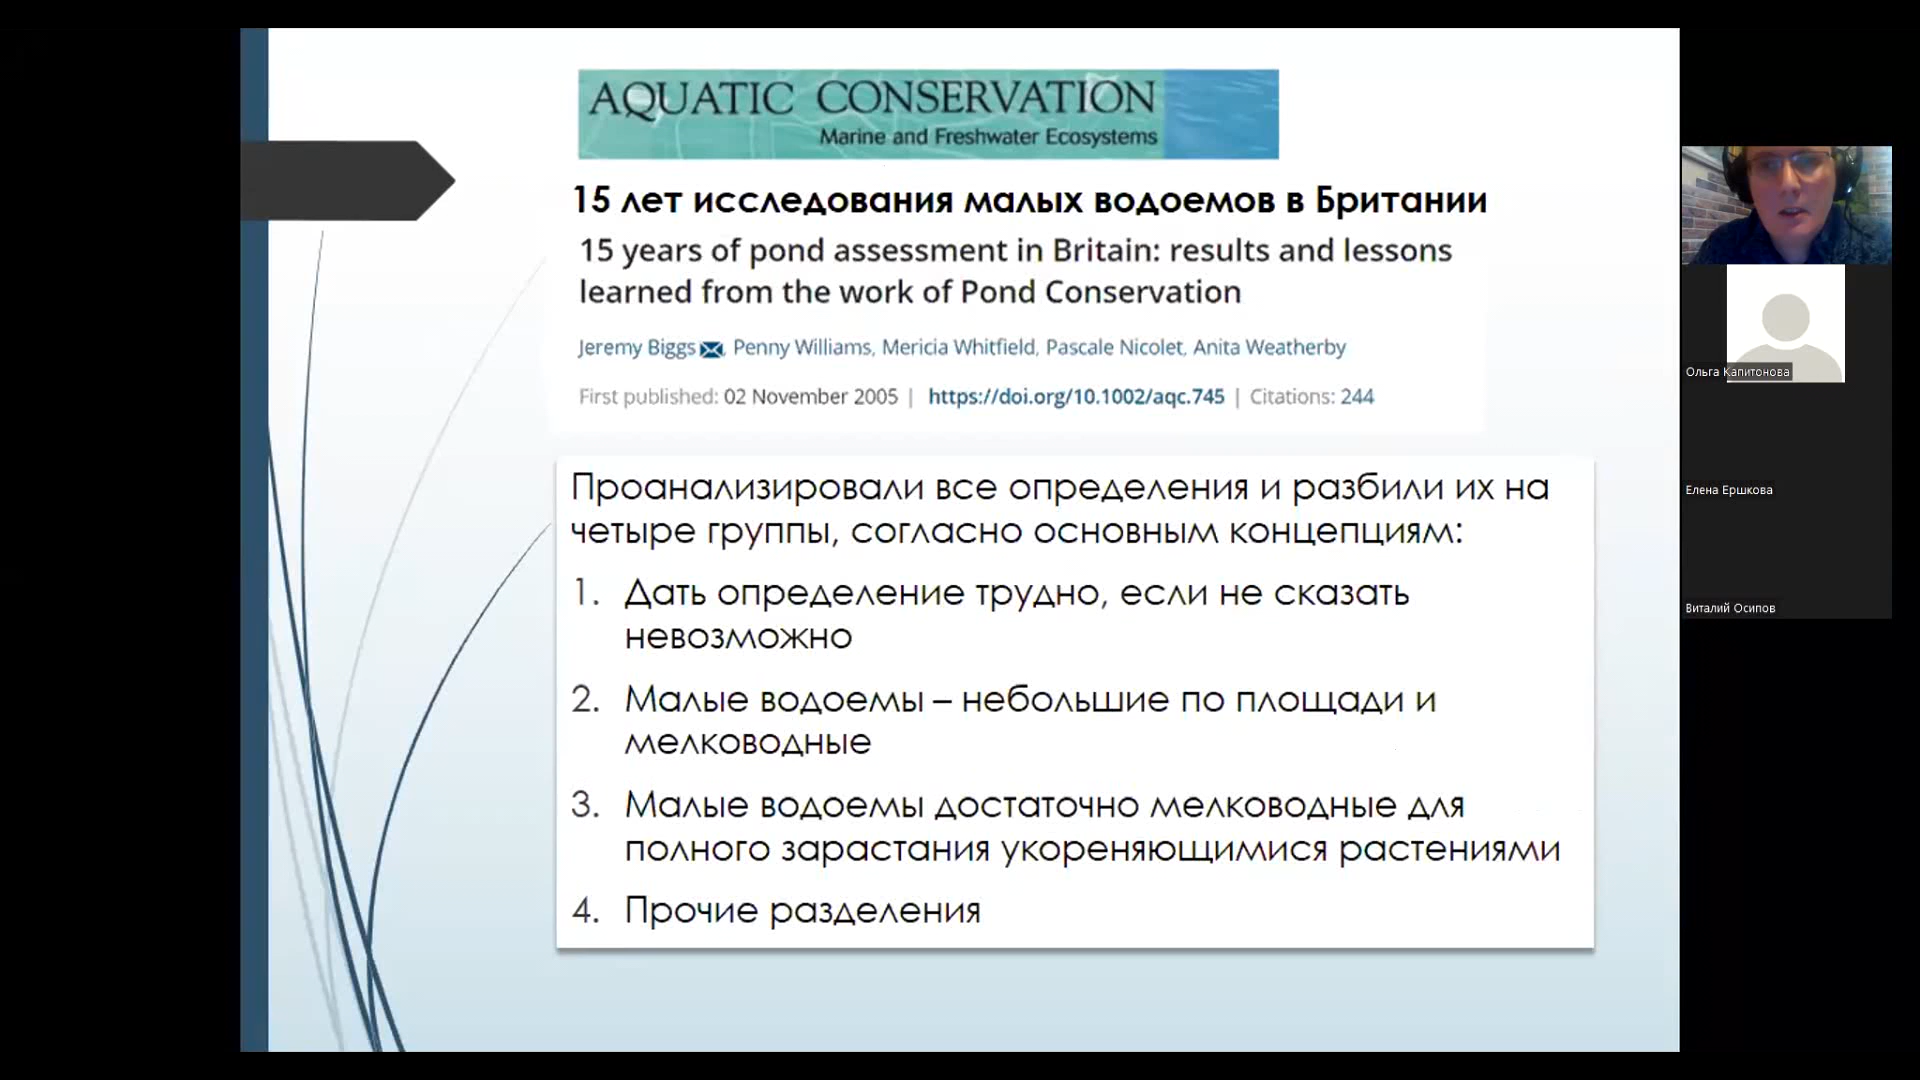 AQUATIC CONSERVATION
Marine and Freshwater Ecosystems
15 лет исследования малых водоемов в Британии
15 years of pond assessment in Britain: results and lessons
learned from the work of Pond Conservation
Jeremy Biggs, Penny Williams, Mericia Whitfield, Pascale Nicolet, Anita Weatherby
First published: 02 November 2005 | https://doi.org/10.1002/aqc.745 | Citations: 244
Проанализировали все определения и разбили их на
четыре группы, согласно основным концепциям:
1. Дать определение трудно, если не сказать
невозможно
2. Малые водоемы – небольшие по площади и
мелководные
3. Малые водоемы достаточно мелководные для
полного зарастания укореняющимися растениями
4. Прочие разделения
Ольга Капитонова
Елена Ершкова
Виталий Осипов